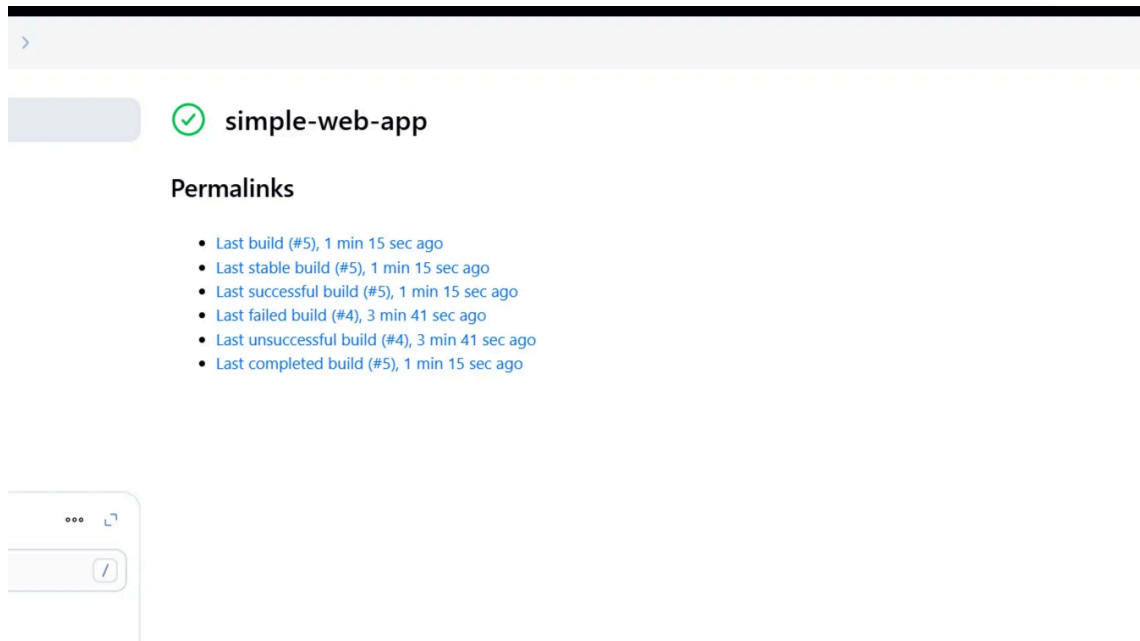 simple-web-app
Permalinks
Last build (#5), 1 min 15 sec ago
Last stable build (#5), 1 min 15 sec ago
Last successful build (#5), 1 min 15 sec ago
Last failed build (#4), 3 min 41 sec ago
Last unsuccessful build (#4), 3 min 41 sec ago
Last completed build (#5), 1 min 15 sec ago
/